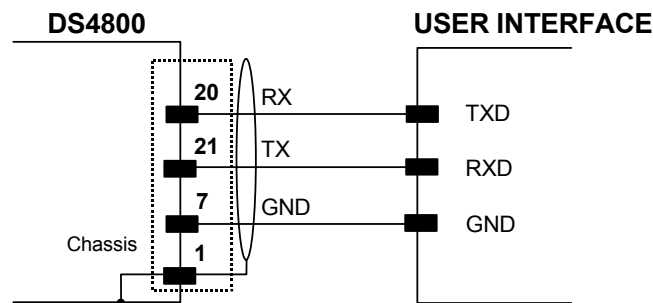 DS4800 USER INTERFACE
20 RX TXD
21 TX RXD
7 GND GND
Chassis 1